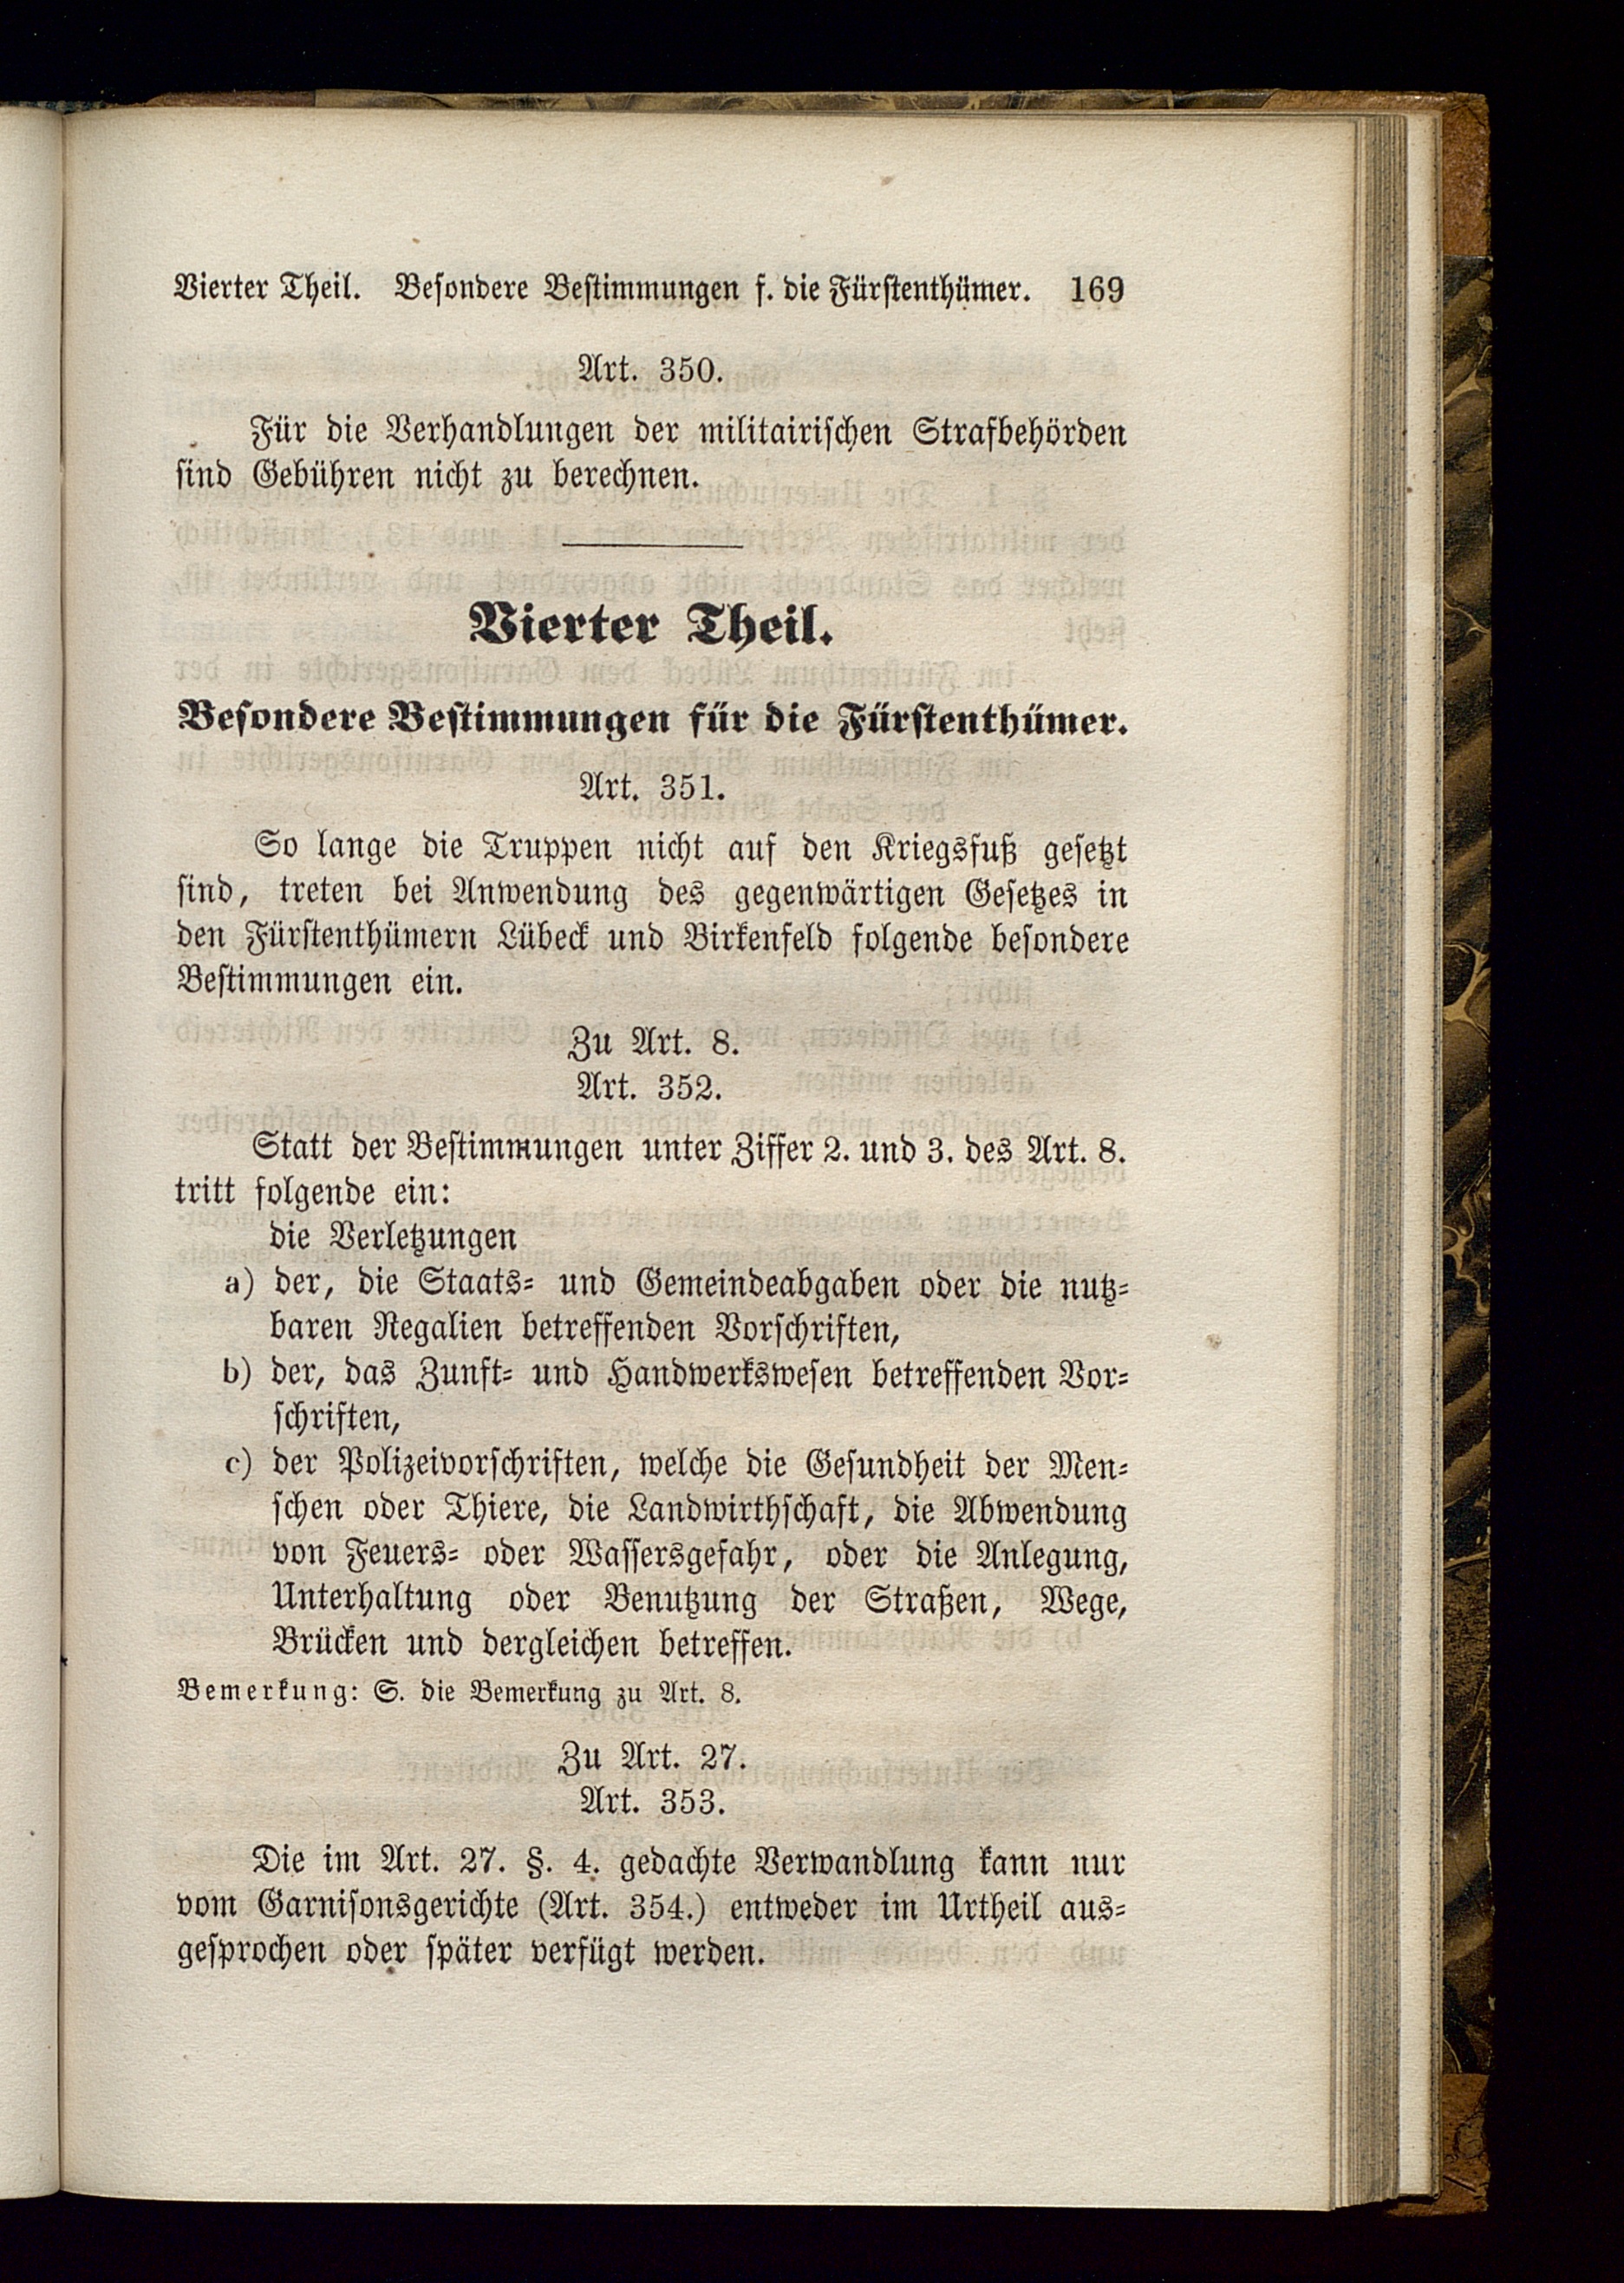 Vierter Theil. Besondere Bestimmungen f. die Fürstenthümer. 169
Art. 350.
Für die Verhandlungen der militairischen Strafbehörden
sind Gebühren nicht zu berechnen.
Vierter Theil.
Besondere Bestimmungen für die Fürstenthümer.
Art. 351.
So lange die Truppen nicht auf den Kriegsfuß gesetzt
sind, treten bei Anwendung des gegenwärtigen Gesetzes in
den Fürstenthümern Lübeck und Birkenfeld folgende besondere
Bestimmungen ein.
Zu Art. 8.
Art. 352.
Statt der Bestimmungen unter Ziffer 2. und 3. des Art. 8.
tritt folgende ein:
die Verletzungen
a) der, die Staats- und Gemeindeabgaben oder die nutz-
baren Regalien betreffenden Vorschriften,
b) der, das Zunft- und Handwerkswesen betreffenden Vor-
schriften,
c) der Polizeivorschriften, welche die Gesundheit der Men-
schen oder Thiere, die Landwirthschaft, die Abwendung
von Feuers- oder Wassersgefahr, oder die Anlegung,
Unterhaltung oder Benutzung der Straßen, Wege,
Brücken und dergleichen betreffen.
Bemerkung: S. die Bemerkung zu Art. 8.
Zu Art. 27.
Art. 353.
Die im Art. 27. §. 4. gedachte Verwandlung kann nur
vom Garnisonsgerichte (Art. 354.) entweder im Urtheil aus-
gesprochen oder später verfügt werden.